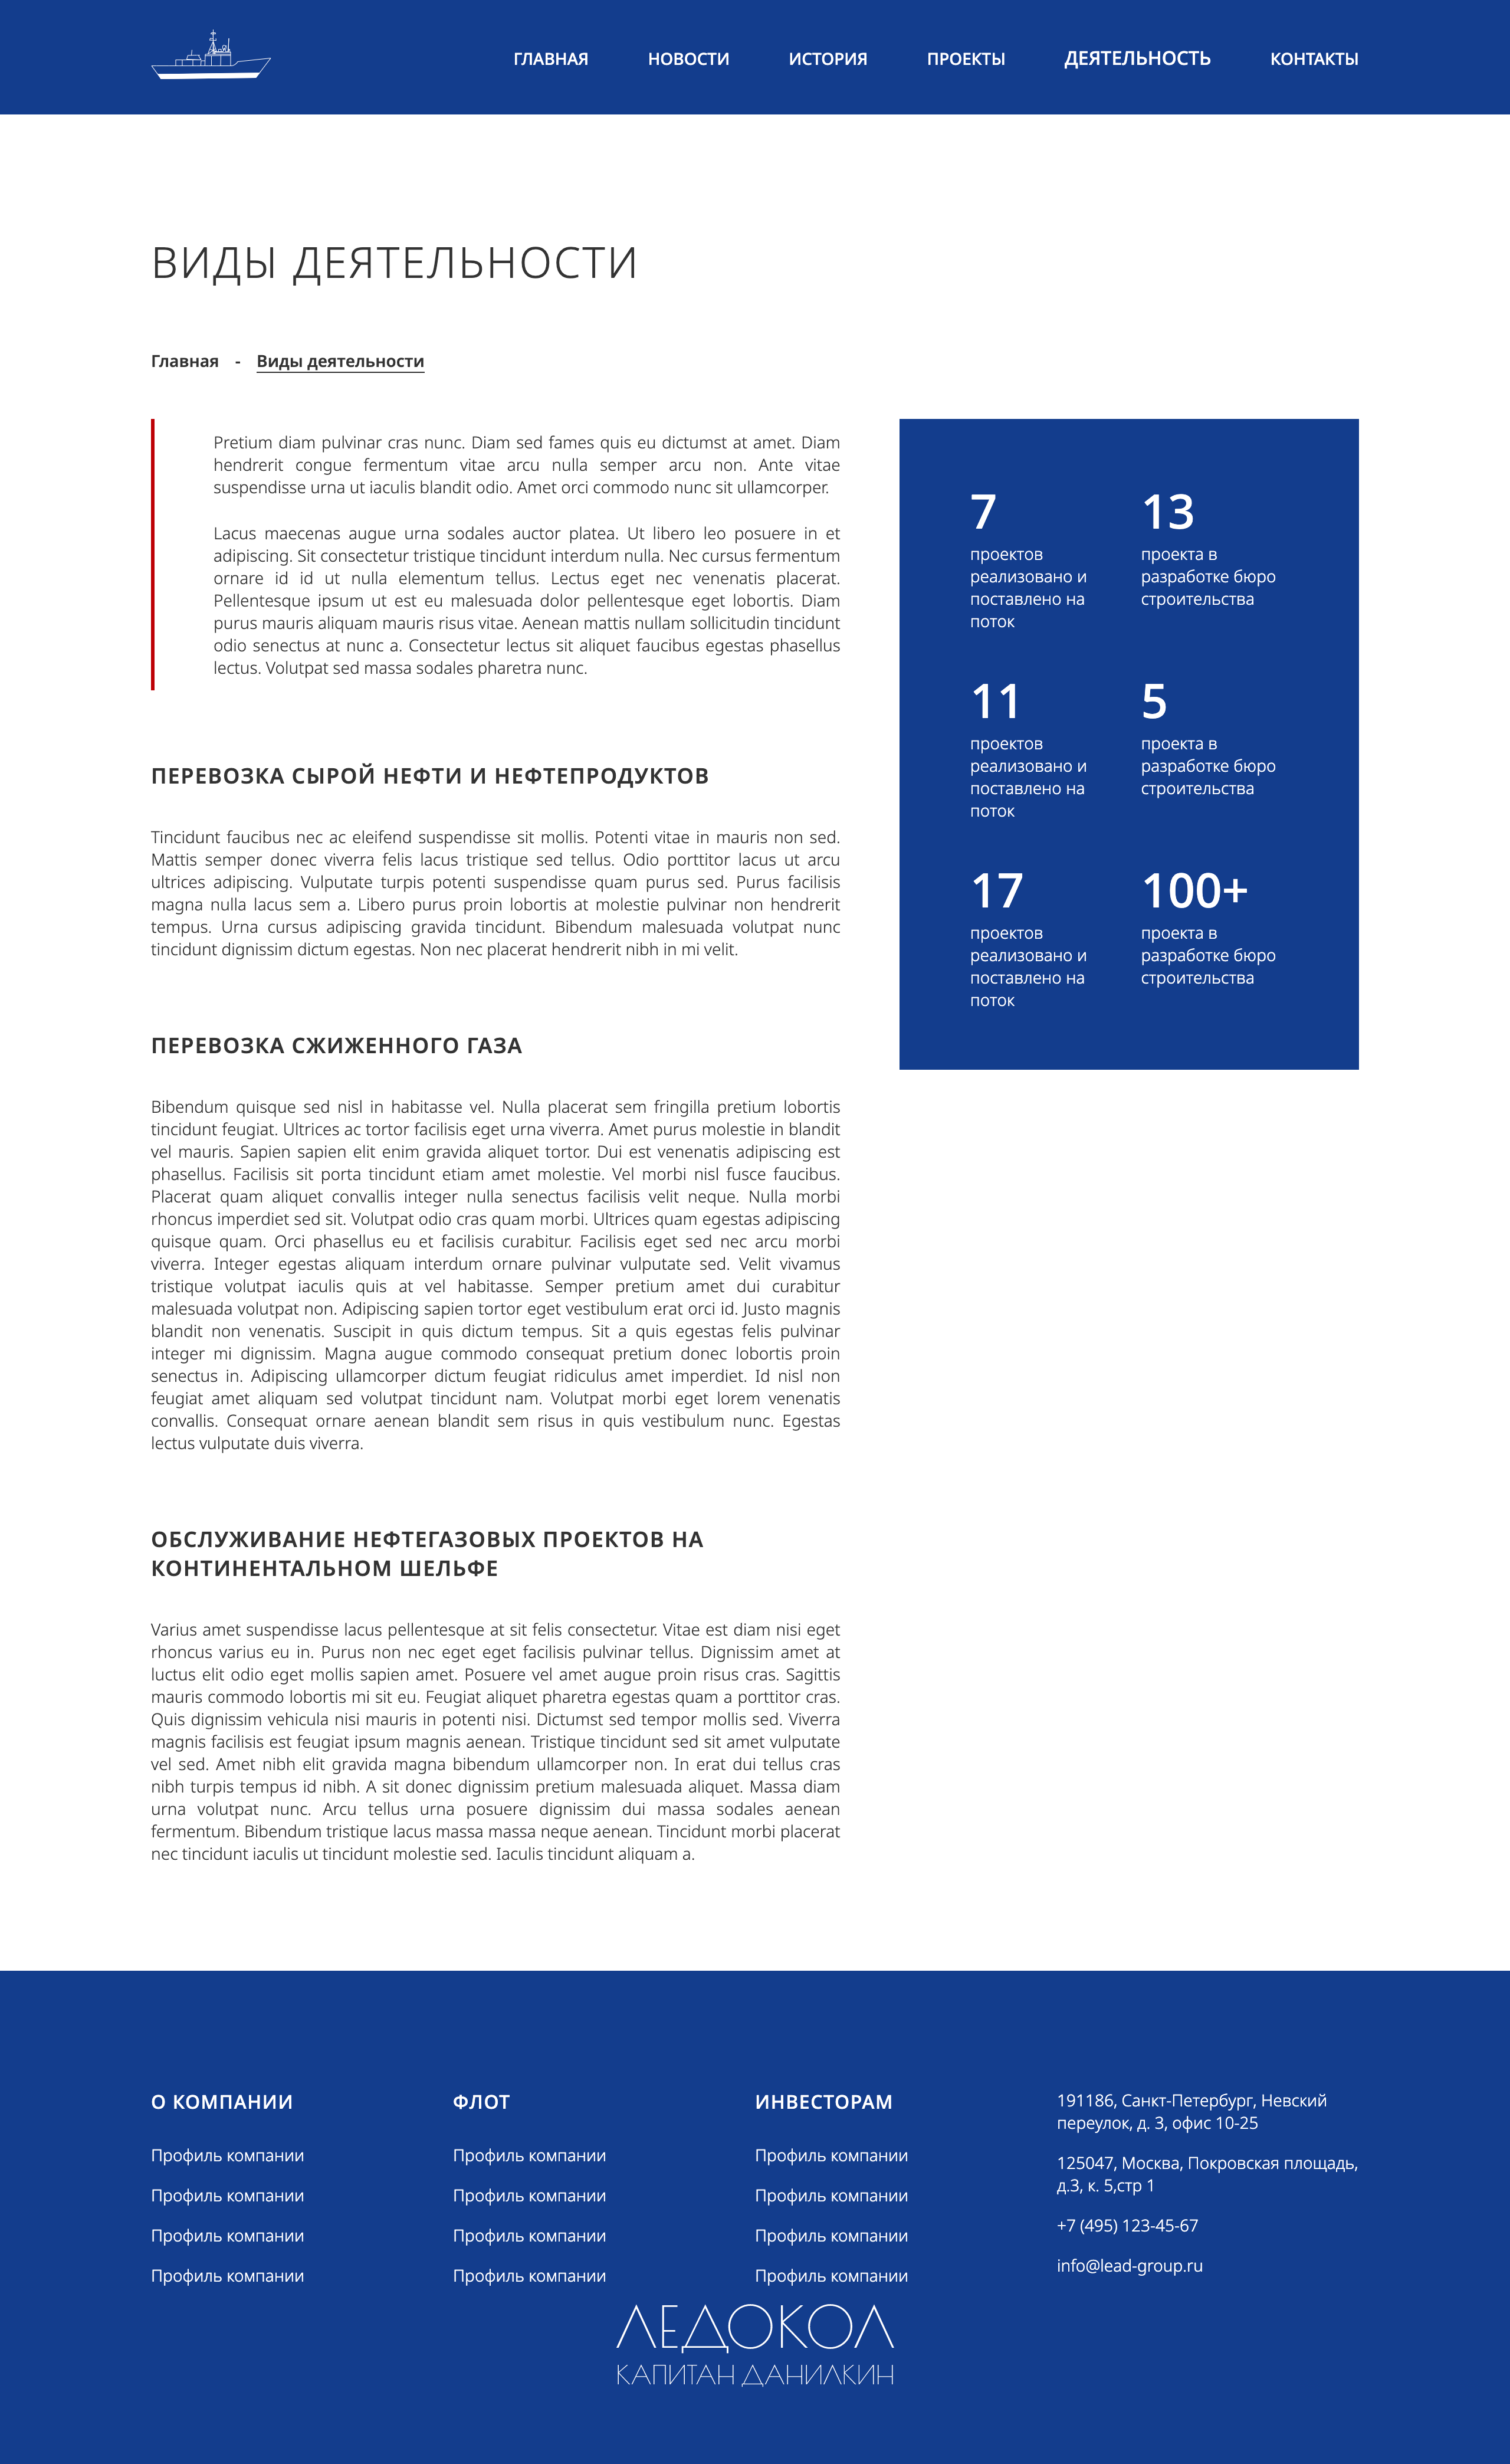 ГЛАВНАЯ НОВОСТИ ИСТОРИЯ ПРОЕКТЫ ДЕЯТЕЛЬНОСТЬ КОНТАКТЫ
ВИДЫ ДЕЯТЕЛЬНОСТИ
Главная - Виды деятельности
Pretium diam pulvinar cras nunc. Diam sed fames quis eu dictumst at amet. Diam
hendrerit congue fermentum vitae arcu nulla semper arcu non. Ante vitae
suspendisse urna ut iaculis blandit odio. Amet orci commodo nunc sit ullamcorper.
Lacus maecenas augue urna sodales auctor platea. Ut libero leo posuere in et
adipiscing. Sit consectetur tristique tincidunt interdum nulla. Nec cursus fermentum
ornare id id ut nulla elementum tellus. Lectus eget nec venenatis placerat.
Pellentesque ipsum ut est eu malesuada dolor pellentesque eget lobortis. Diam
purus mauris aliquam mauris risus vitae. Aenean mattis nullam sollicitudin tincidunt
odio senectus at nunc a. Consectetur lectus sit aliquet faucibus egestas phasellus
lectus. Volutpat sed massa sodales pharetra nunc.
ПЕРЕВОЗКА СЫРОЙ НЕФТИ И НЕФТЕПРОДУКТОВ
Tincidunt faucibus nec ac eleifend suspendisse sit mollis. Potenti vitae in mauris non sed.
Mattis semper donec viverra felis lacus tristique sed tellus. Odio porttitor lacus ut arcu
ultrices adipiscing. Vulputate turpis potenti suspendisse quam purus sed. Purus facilisis
magna nulla lacus sem a. Libero purus proin lobortis at molestie pulvinar non hendrerit
tempus. Urna cursus adipiscing gravida tincidunt. Bibendum malesuada volutpat nunc
tincidunt dignissim dictum egestas. Non nec placerat hendrerit nibh in mi velit.
ПЕРЕВОЗКА СЖИЖЕННОГО ГАЗА
Bibendum quisque sed nisl in habitasse vel. Nulla placerat sem fringilla pretium lobortis
tincidunt feugiat. Ultrices ac tortor facilisis eget urna viverra. Amet purus molestie in blandit
vel mauris. Sapien sapien elit enim gravida aliquet tortor. Dui est venenatis adipiscing est
phasellus. Facilisis sit porta tincidunt etiam amet molestie. Vel morbi nisl fusce faucibus.
Placerat quam aliquet convallis integer nulla senectus facilisis velit neque. Nulla morbi
rhoncus imperdiet sed sit. Volutpat odio cras quam morbi. Ultrices quam egestas adipiscing
quisque quam. Orci phasellus eu et facilisis curabitur. Facilisis eget sed nec arcu morbi
viverra. Integer egestas aliquam interdum ornare pulvinar vulputate sed. Velit vivamus
tristique volutpat iaculis quis at vel habitasse. Semper pretium amet dui curabitur
malesuada volutpat non. Adipiscing sapien tortor eget vestibulum erat orci id. Justo magnis
blandit non venenatis. Suscipit in quis dictum tempus. Sit a quis egestas felis pulvinar
integer mi dignissim. Magna augue commodo consequat pretium donec lobortis proin
senectus in. Adipiscing ullamcorper dictum feugiat ridiculus amet imperdiet. Id nisl non
feugiat amet aliquam sed volutpat tincidunt nam. Volutpat morbi eget lorem venenatis
convallis. Consequat ornare aenean blandit sem risus in quis vestibulum nunc. Egestas
lectus vulputate duis viverra.
ОБСЛУЖИВАНИЕ НЕФТЕГАЗОВЫХ ПРОЕКТОВ НА
КОНТИНЕНТАЛЬНОМ ШЕЛЬФЕ
Varius amet suspendisse lacus pellentesque at sit felis consectetur. Vitae est diam nisi eget
rhoncus varius eu in. Purus non nec eget eget facilisis pulvinar tellus. Dignissim amet at
luctus elit odio eget mollis sapien amet. Posuere vel amet augue proin risus cras. Sagittis
mauris commodo lobortis mi sit eu. Feugiat aliquet pharetra egestas quam a porttitor cras.
Quis dignissim vehicula nisi mauris in potenti nisi. Dictumst sed tempor mollis sed. Viverra
magnis facilisis est feugiat ipsum magnis aenean. Tristique tincidunt sed sit amet vulputate
vel sed. Amet nibh elit gravida magna bibendum ullamcorper non. In erat dui tellus cras
nibh turpis tempus id nibh. A sit donec dignissim pretium malesuada aliquet. Massa diam
urna volutpat nunc. Arcu tellus urna posuere dignissim dui massa sodales aenean
fermentum. Bibendum tristique lacus massa massa neque aenean. Tincidunt morbi placerat
nec tincidunt iaculis ut tincidunt molestie sed. Iaculis tincidunt aliquam a.
7
проектов
реализовано и
поставлено на
поток
13
проекта в
разработке бюро
строительства
11
проектов
реализовано и
поставлено на
поток
5
проекта в
разработке бюро
строительства
17
проектов
реализовано и
поставлено на
поток
100+
проекта в
разработке бюро
строительства
О КОМПАНИИ
Профиль компании
Профиль компании
Профиль компании
Профиль компании
ФЛОТ
Профиль компании
Профиль компании
Профиль компании
Профиль компании
ИНВЕСТОРАМ
Профиль компании
Профиль компании
Профиль компании
Профиль компании
191186, Санкт-Петербург, Невский
переулок, д. 3, офис 10-25
125047, Москва, Покровская площадь,
д.3, к. 5,стр 1
+7 (495) 123-45-67
info@lead-group.ru
ЛЕДОКОЛ
КАПИТАН ДАНИЛКИН